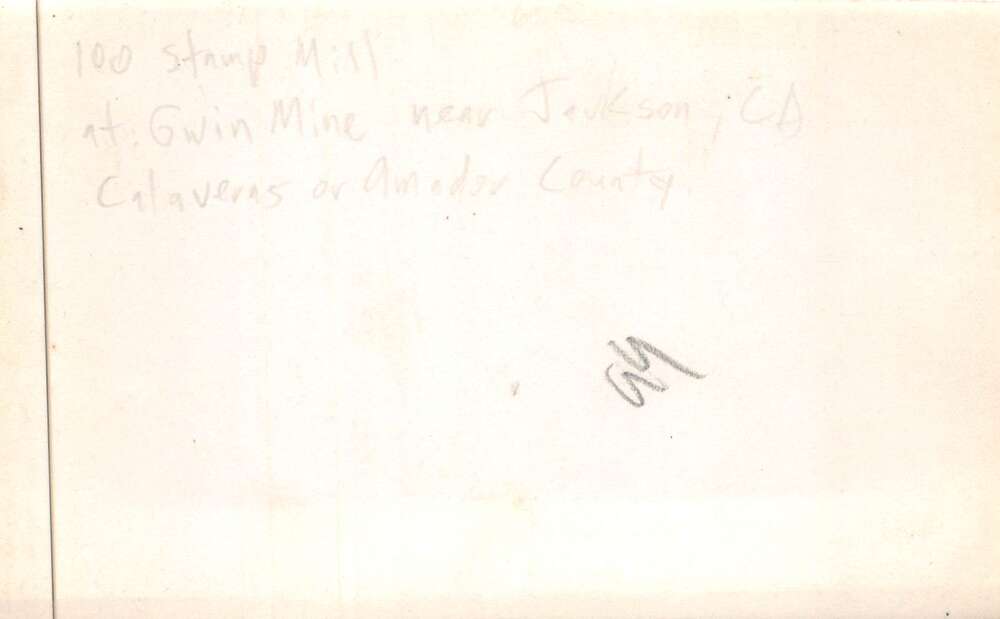 100 Stamp Mill
at Gwin Mine near Jackson, CA
Calaveras or Amador County.